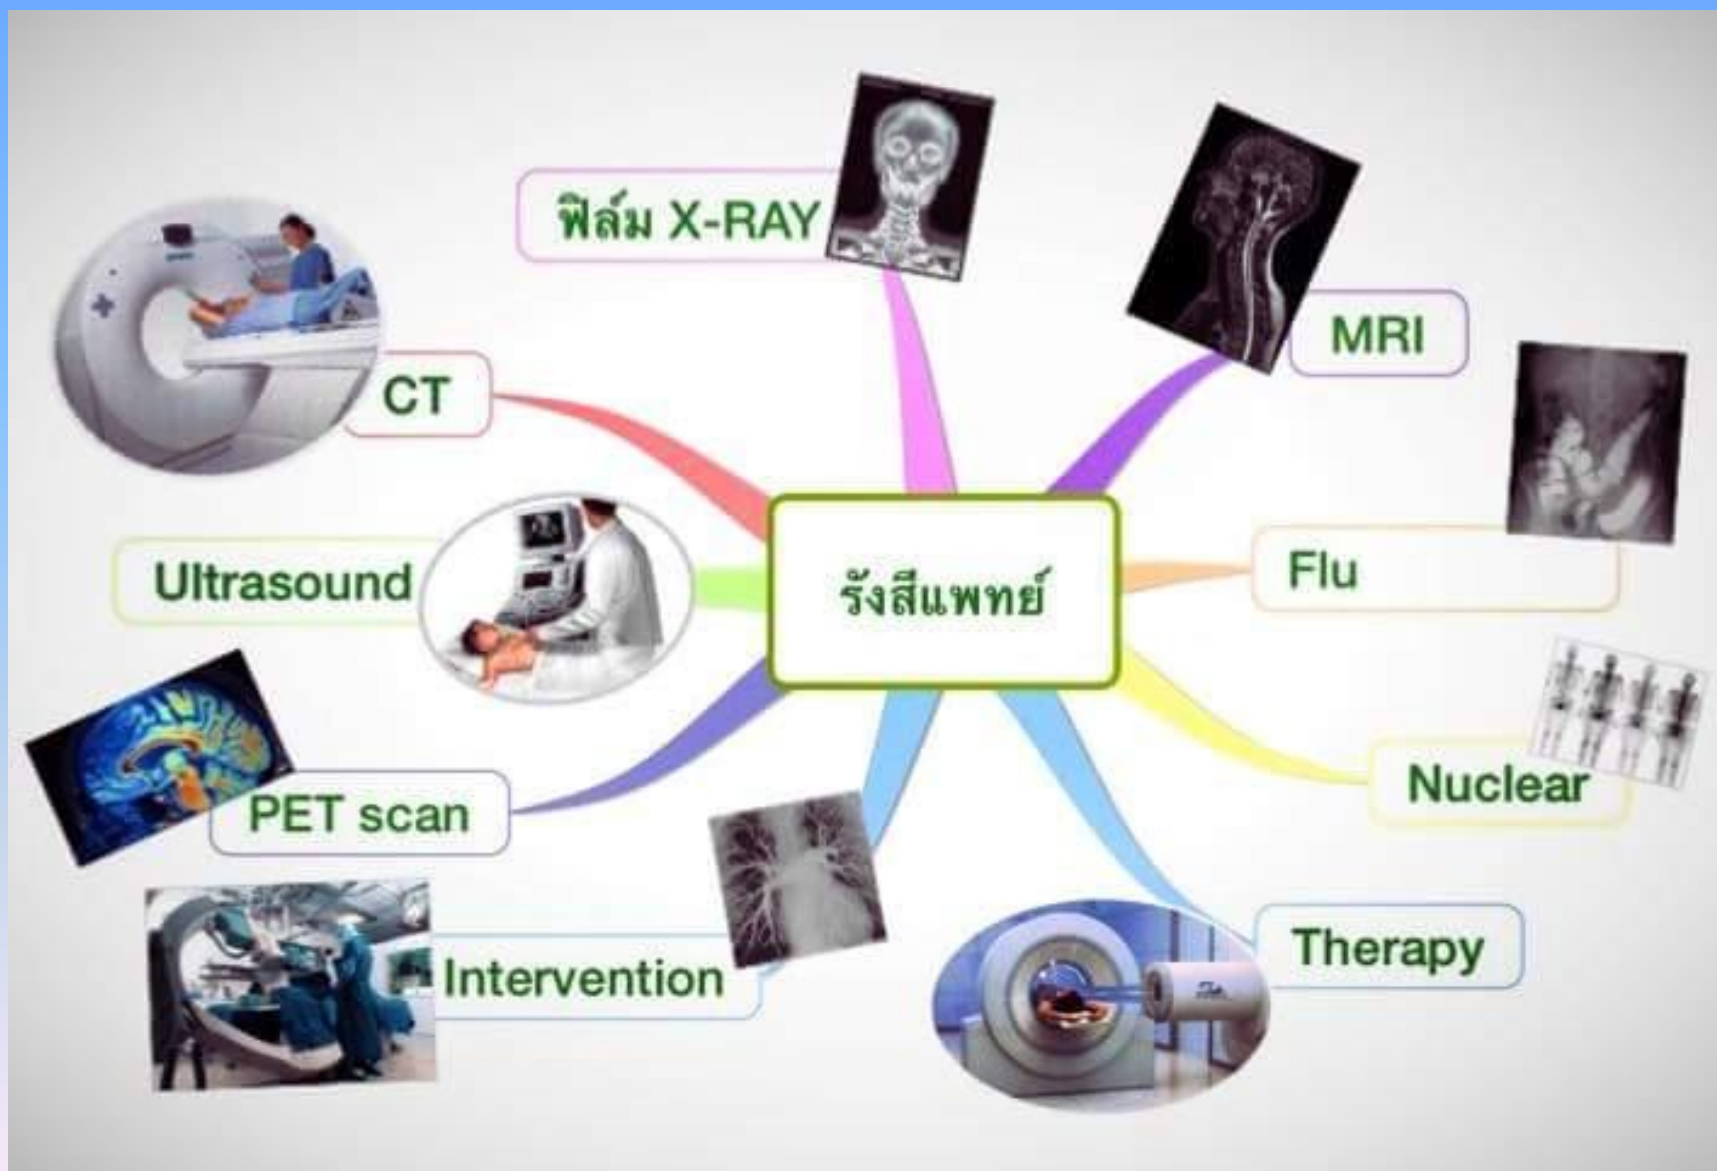 ฟิล์ม X-RAY
MRI
CT
Flu
Ultrasound
รังสีแพทย์
Nuclear
PET scan
Therapy
Intervention